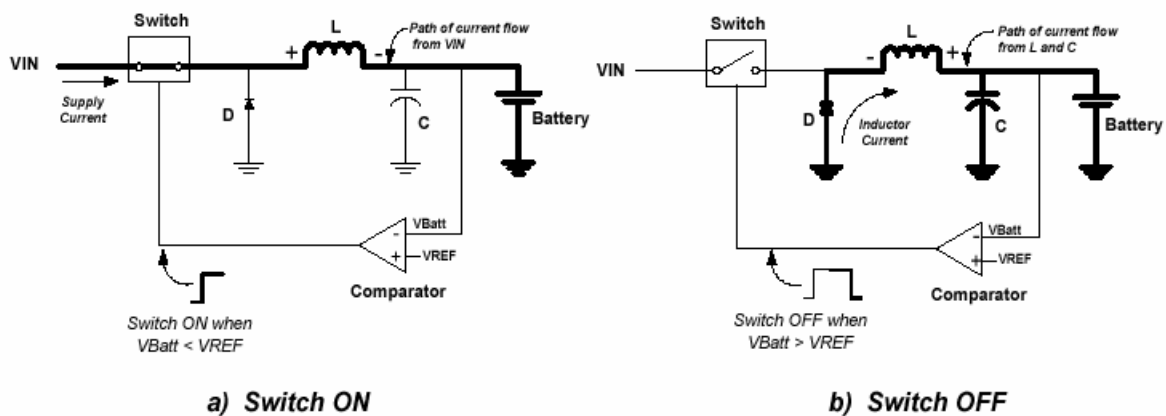 Switch
L
Path of current flow
from VIN
+
-
VIN
Supply
Current
D
C
Battery
VBatt
-
+
VREF
Comparator
Switch ON when
VBatt < VREF
a) Switch ON
Switch
L
Path of current flow
from L and C
-
+
VIN
D
Inductor
Current
C
Battery
VBatt
-
+
VREF
Comparator
Switch OFF when
VBatt > VREF
b) Switch OFF